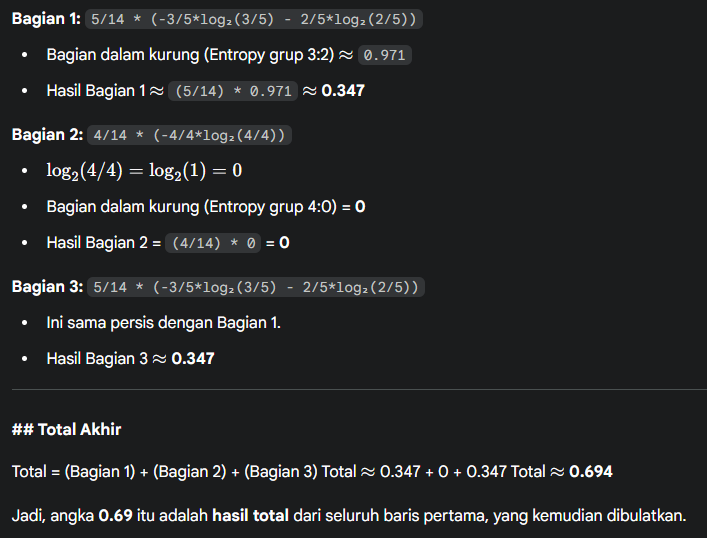 Bagian 1: 5/14 * (-3/5*log₂(3/5) - 2/5*log₂(2/5))
• Bagian dalam kurung (Entropy grup 3:2) ≈ 0.971
• Hasil Bagian 1 ≈ (5/14) * 0.971 ≈ 0.347
Bagian 2: 4/14 * (-4/4*log₂(4/4))
• log₂(4/4) = log₂(1) = 0
• Bagian dalam kurung (Entropy grup 4:0) = 0
• Hasil Bagian 2 = (4/14) * 0 = 0
Bagian 3: 5/14 * (-3/5*log₂(3/5) - 2/5*log₂(2/5))
• Ini sama persis dengan Bagian 1.
• Hasil Bagian 3 ≈ 0.347
## Total Akhir
Total = (Bagian 1) + (Bagian 2) + (Bagian 3) Total ≈ 0.347 + 0 + 0.347 Total ≈ 0.694
Jadi, angka 0.69 itu adalah hasil total dari seluruh baris pertama, yang kemudian dibulatkan.